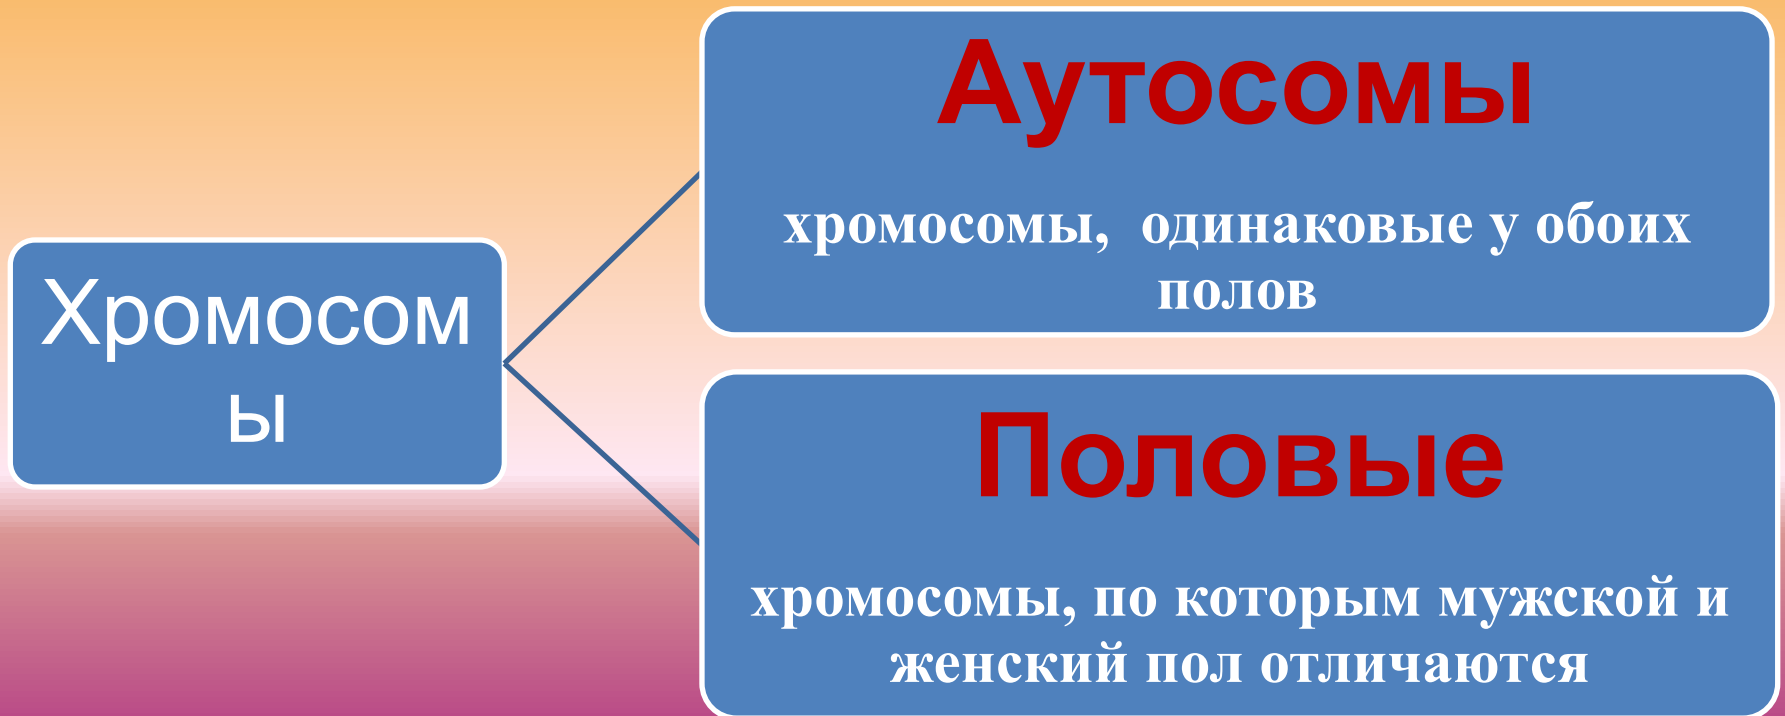 Хромосом
ы
Аутосомы
хромосомы, одинаковые у обоих
полов
Половые
хромосомы, по которым мужской и
женский пол отличаются